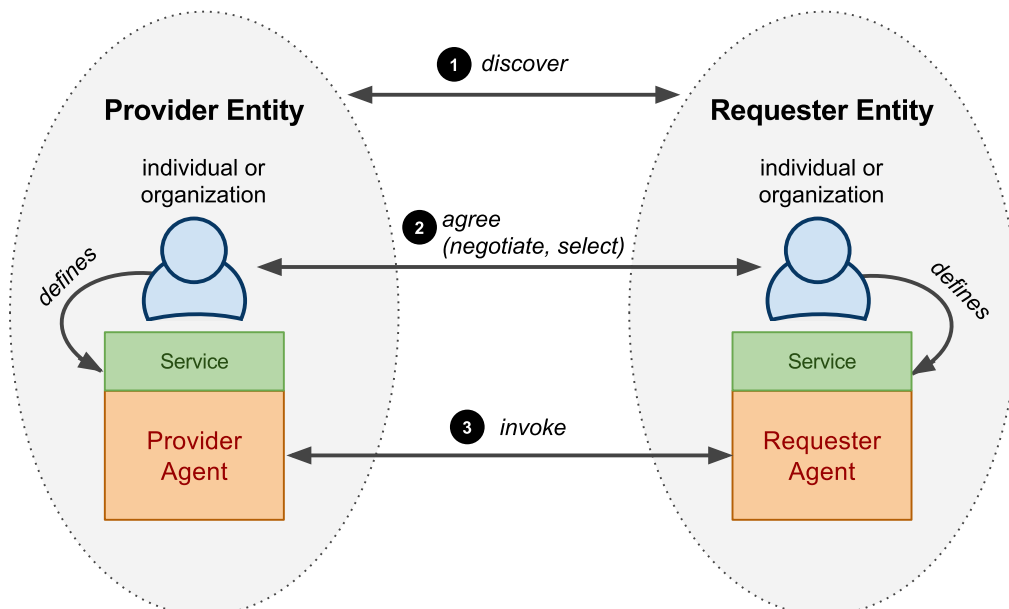 1 discover
Provider Entity
Requester Entity
individual or
organization
individual or
organization
2 agree
(negotiate, select)
defines
defines
Service
Service
3 invoke
Provider
Agent
Requester
Agent